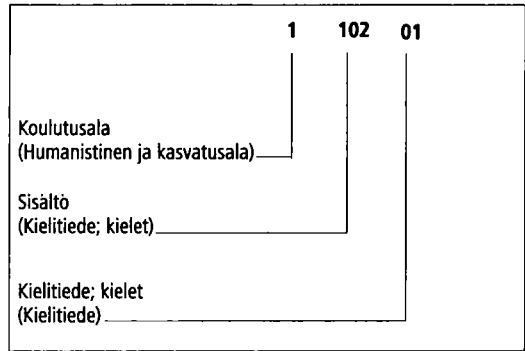 1 102 01
Koulutusala
(Humanistinen ja kasvatusala)
Sisältö
(Kielitiede; kielet)
Kielitiede; kielet
(Kielitiede)